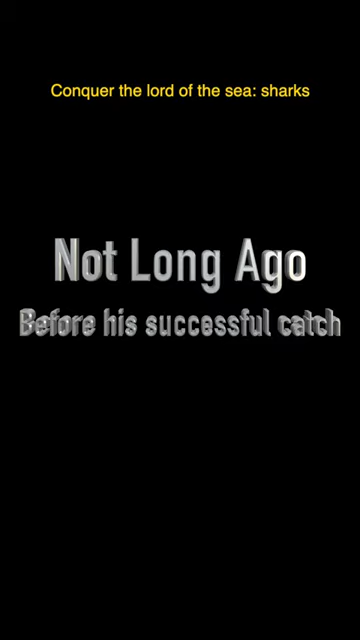 Conquer the lord of the sea: sharks
Not Long Ago
Before his successful catch